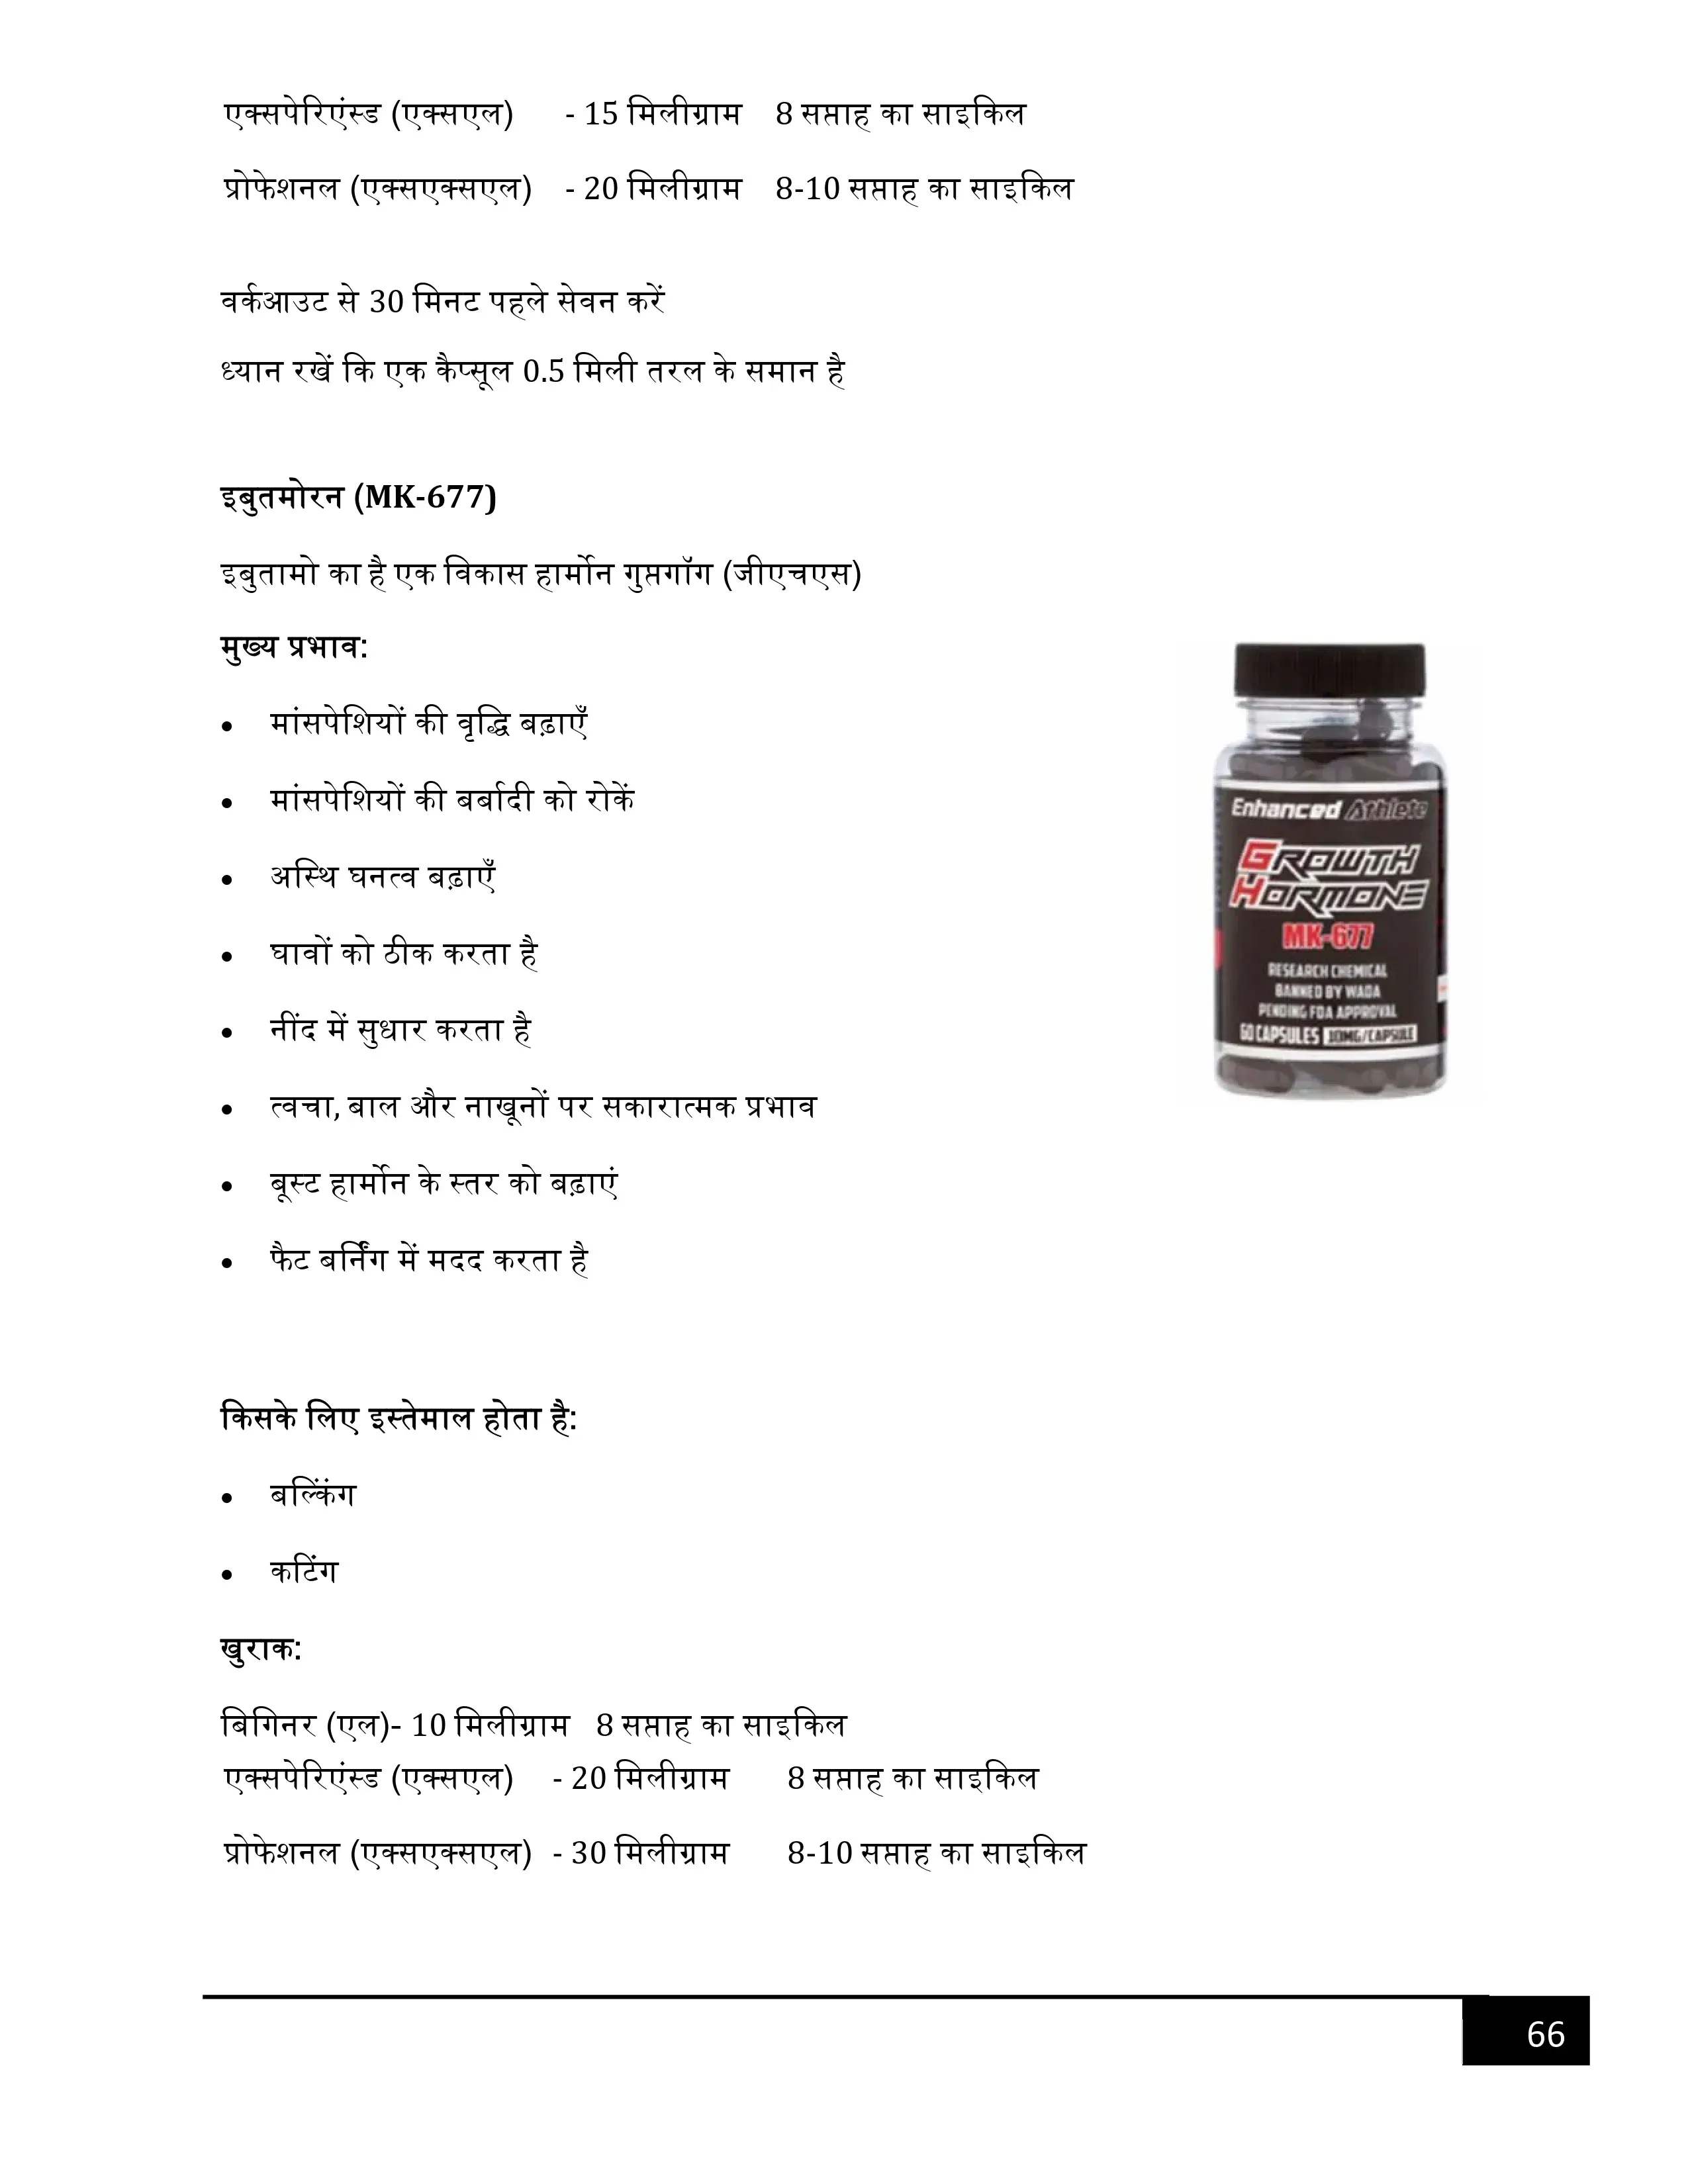 एक्सपेरिएंस्ड (एक्सएल) - 15 मिलीग्राम 8 सप्ताह का साइकिल
प्रोफेशनल (एक्सएक्सएल) - 20 मिलीग्राम 8-10 सप्ताह का साइकिल
वर्कआउट से 30 मिनट पहले सेवन करें
ध्यान रखें कि एक कैप्सूल 0.5 मिली तरल के समान है
इबुतमोरन (MK-677)
इबुतामो का है एक विकास हार्मोन गुप्तगॉग (जीएचएस)
मुख्य प्रभाव:
• मांसपेशियों की वृद्धि बढ़ाएँ
• मांसपेशियों की बर्बादी को रोकें
• अस्थि घनत्व बढ़ाएँ
• घावों को ठीक करता है
• नींद में सुधार करता है
• त्वचा, बाल और नाखूनों पर सकारात्मक प्रभाव
• बूस्ट हार्मोन के स्तर को बढ़ाएं
• फैट बर्निंग में मदद करता है
Enhanced Athlete
GROWTH
HORMONE
MK-677
RESEARCH CHEMICAL
BANNED BY WADA
PENDING FDA APPROVAL
60 CAPSULES 10MG/CAPSULE
किसके लिए इस्तेमाल होता है:
• बल्किंग
• कटिंग
खुराक:
बिगिनर (एल)- 10 मिलीग्राम 8 सप्ताह का साइकिल
एक्सपेरिएंस्ड (एक्सएल) - 20 मिलीग्राम 8 सप्ताह का साइकिल
प्रोफेशनल (एक्सएक्सएल) - 30 मिलीग्राम 8-10 सप्ताह का साइकिल
66